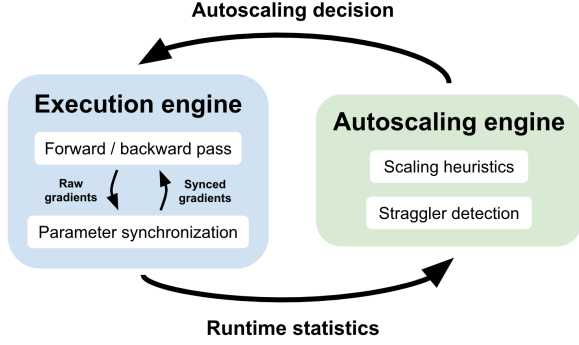 Autoscaling decision
Execution engine
Forward / backward pass
Raw
gradients
Synced
gradients
Parameter synchronization
Autoscaling engine
Scaling heuristics
Straggler detection
Runtime statistics